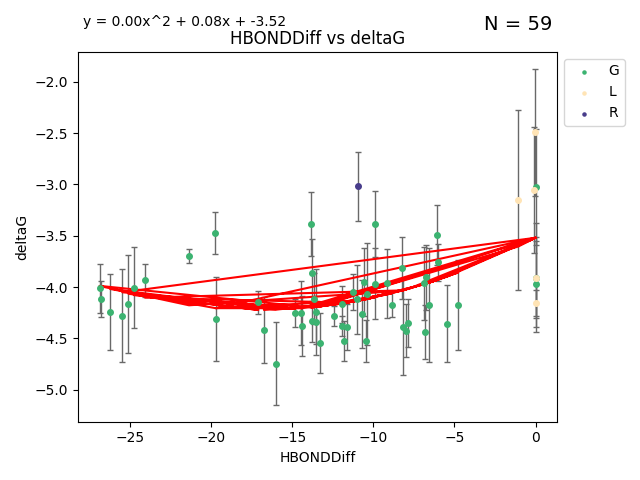 y = 0.00x^2 + 0.08x + -3.52
N = 59
HBONDDiff vs deltaG
G
L
R
deltaG
−2.0
−2.5
−3.0
−3.5
−4.0
−4.5
−5.0
−25
−20
−15
−10
−5
0
HBONDDiff